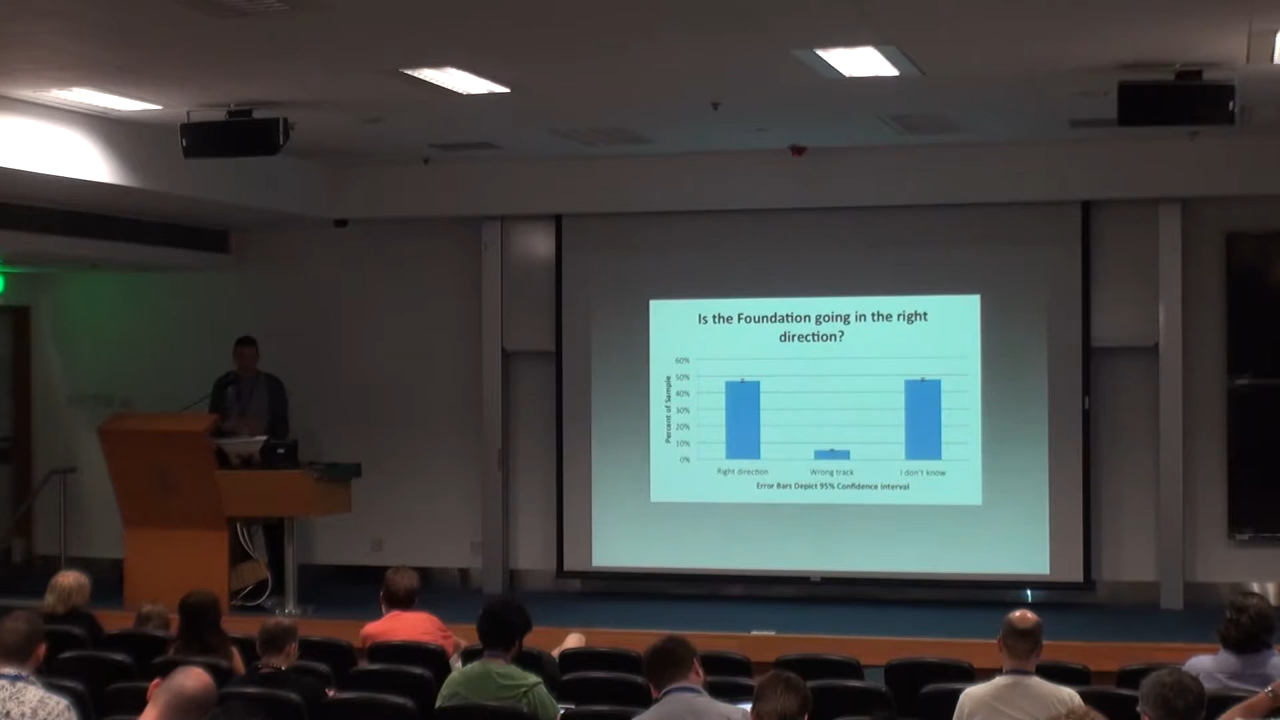 Is the Foundation going in the right
direction?
60%
50%
40%
30%
20%
10%
0%
Percent of Sample
Right direction
Wrong track
I don't know
Error Bars Depict 95% Confidence Interval